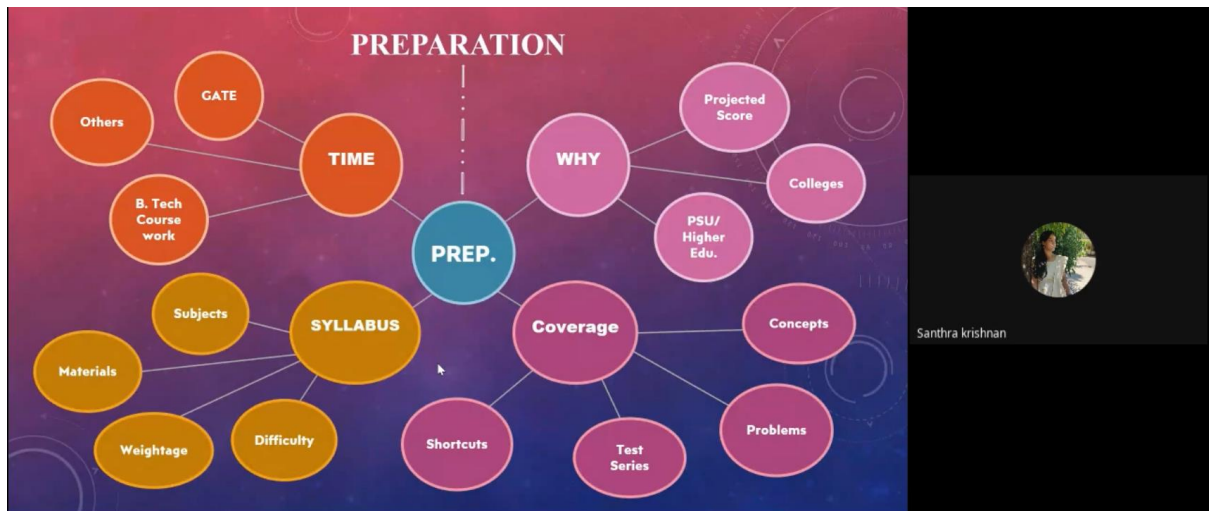 PREPARATION
GATE
Others
TIME
B. Tech
Course
work
WHY
Projected
Score
Colleges
PSU/
Higher
Edu.
PREP.
Subjects
SYLLABUS
Materials
Weightage
Difficulty
Coverage
Concepts
Shortcuts
Test
Series
Problems
Santhra krishnan